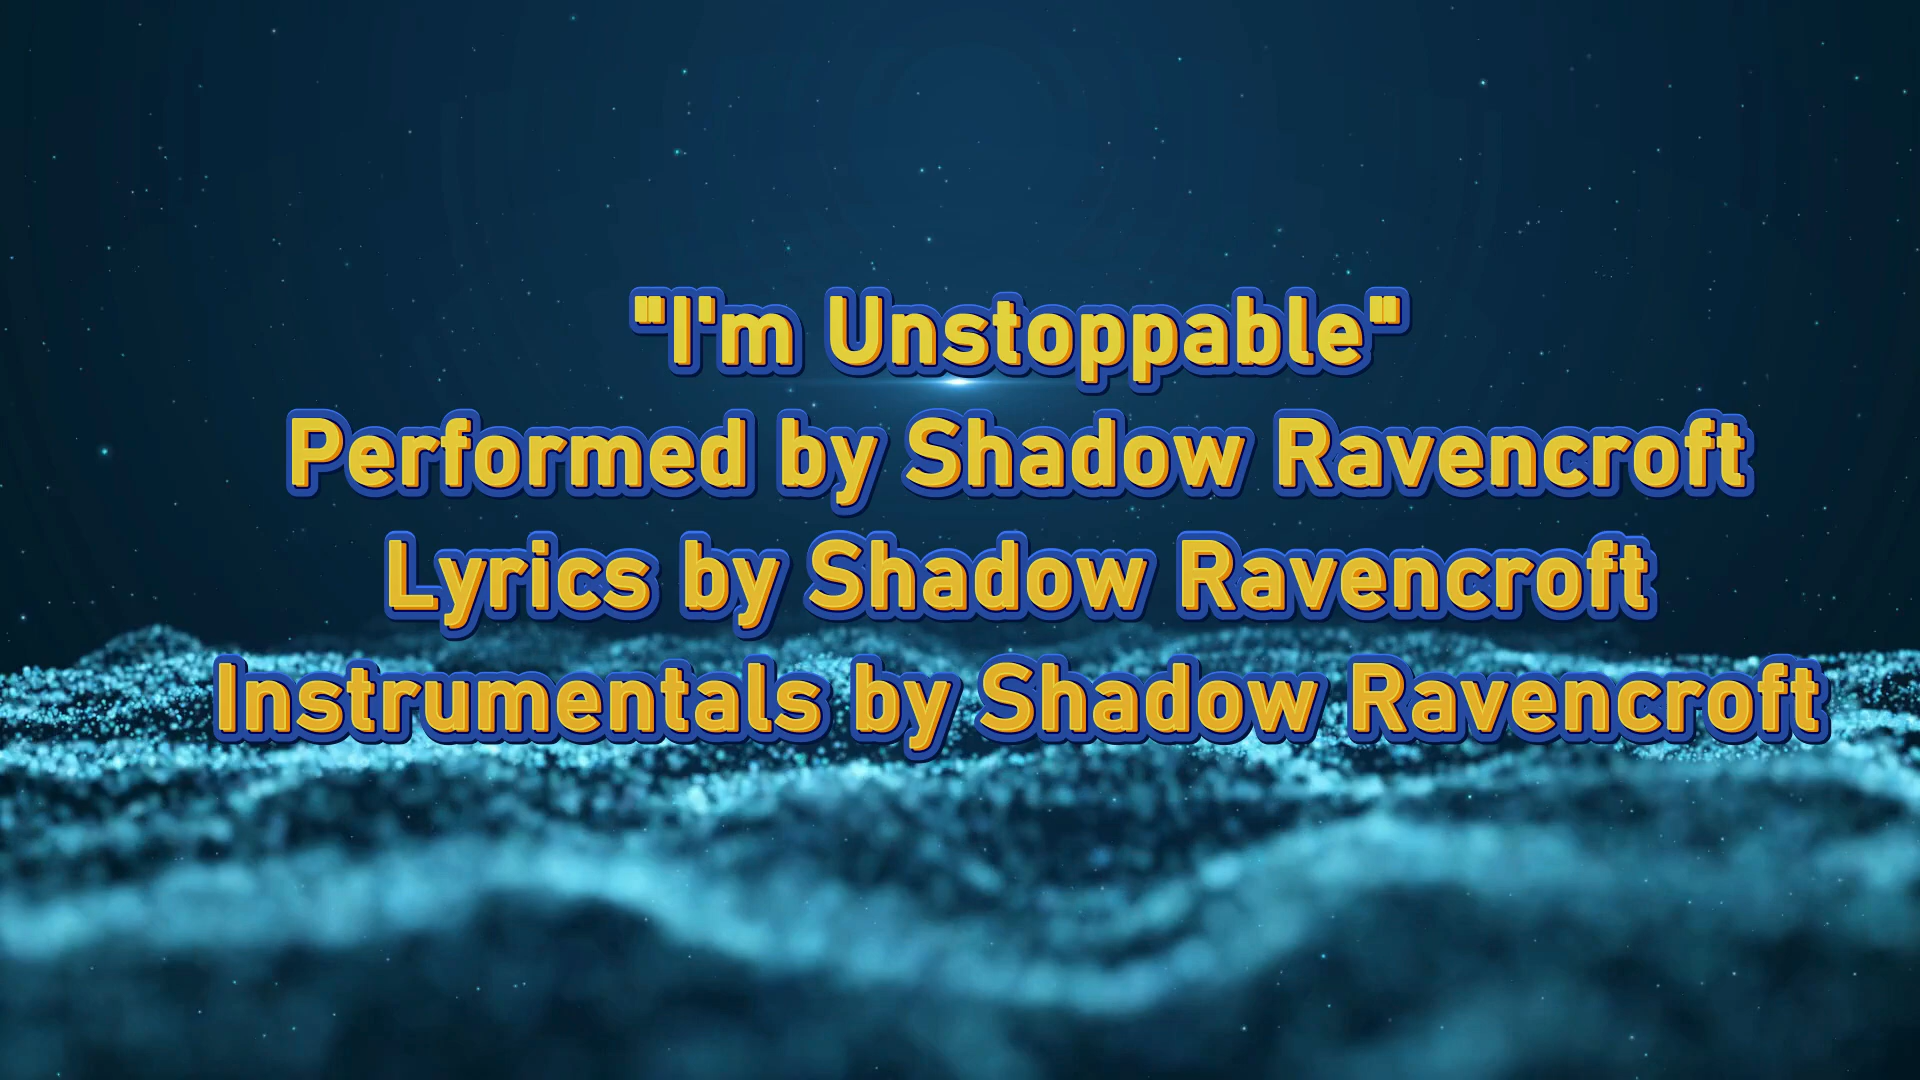 "I'm Unstoppable"
Performed by Shadow Ravencroft
Lyrics by Shadow Ravencroft
Instrumentals by Shadow Ravencroft